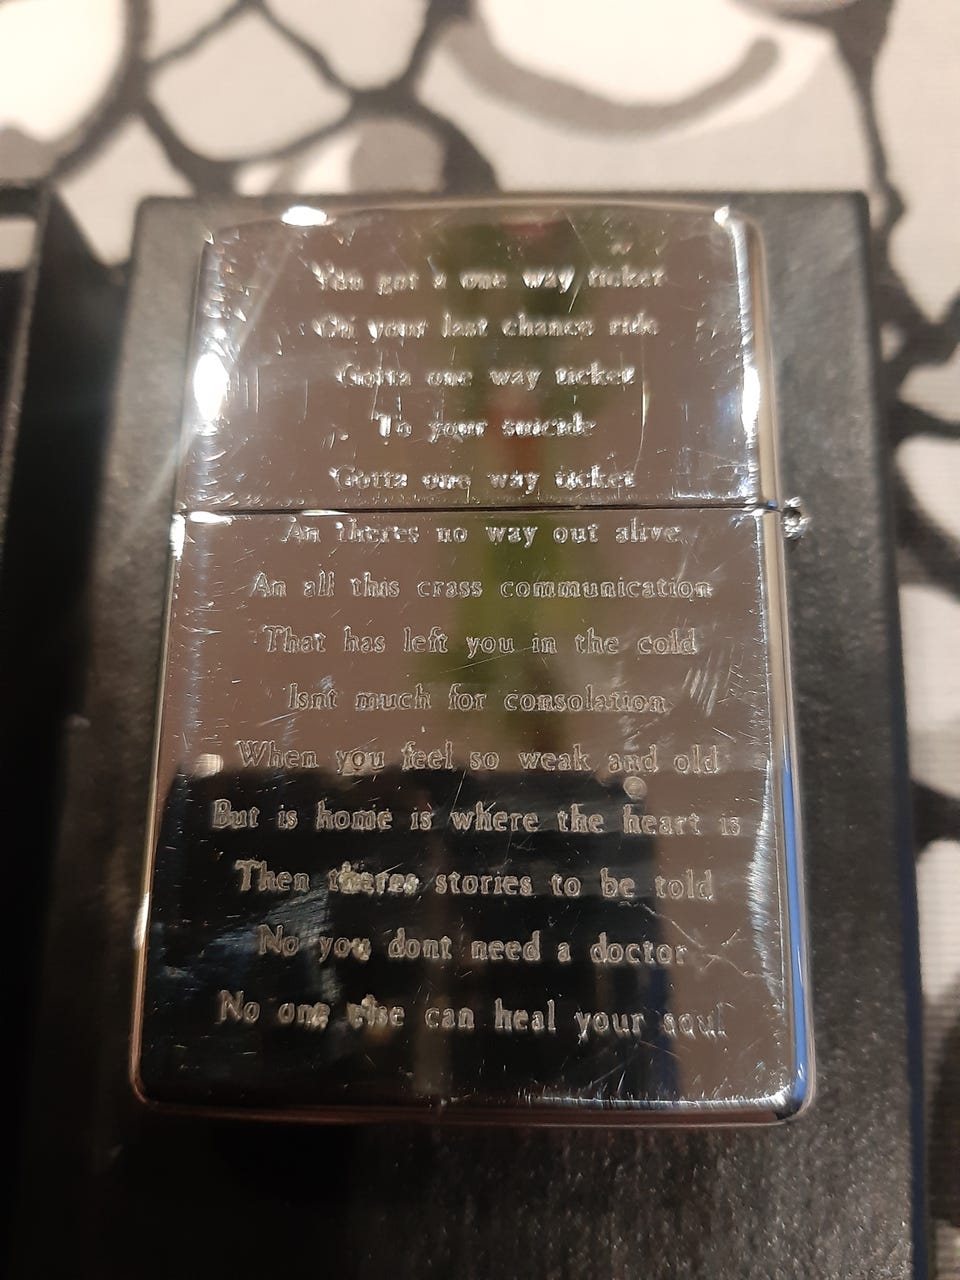 You got a one way ticket
On your last chance ride
Gotta one way ticket
To your suicide
Gotta one way ticket
An theres no way out alive
An all this crass communication
That has left you in the cold
Isnt much for consolation
When you feel so weak and old
But is home is where the heart is
Then theres stories to be told
No you dont need a doctor
No one else can heal your soul